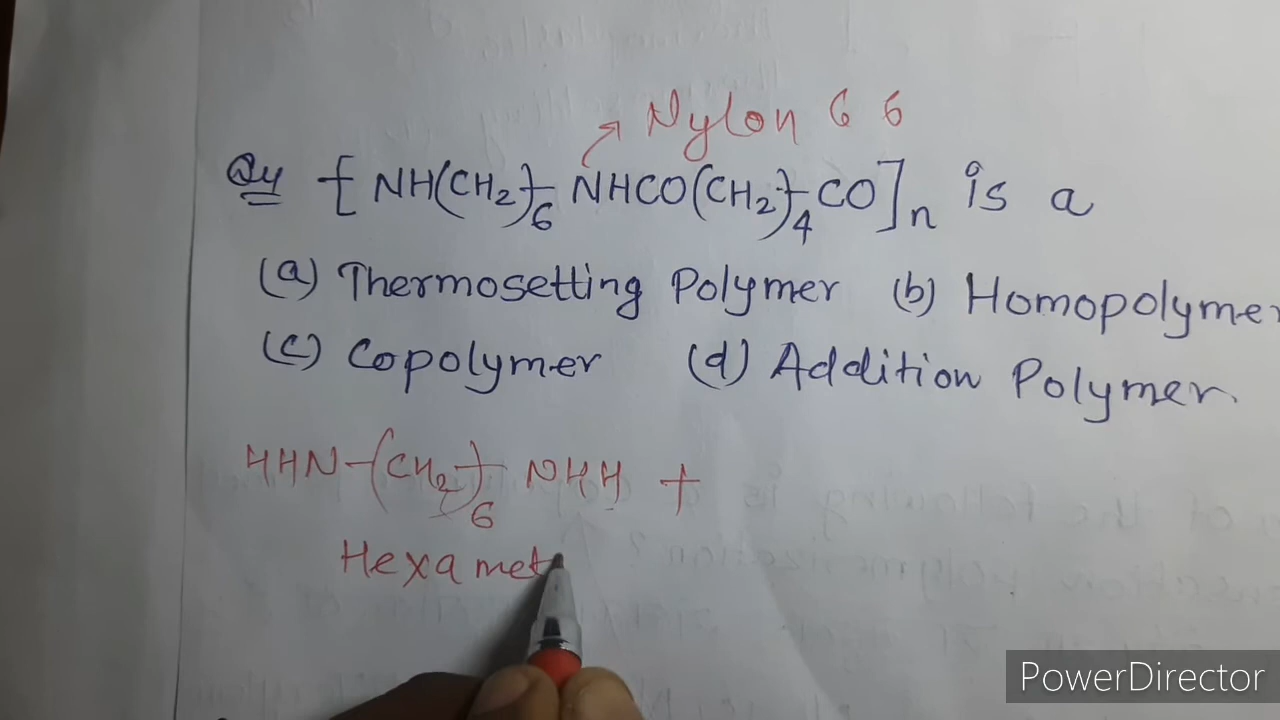 Nylon 6 6
Qy [ NH(CH2)6 NHCO(CH2)4 CO]n is a
(a) Thermosetting Polymer (b) Homopolymer
(c) Copolymer (d) Addition Polymer.
HHN-(CH2)6 NHH +
Hexamet
PowerDirector